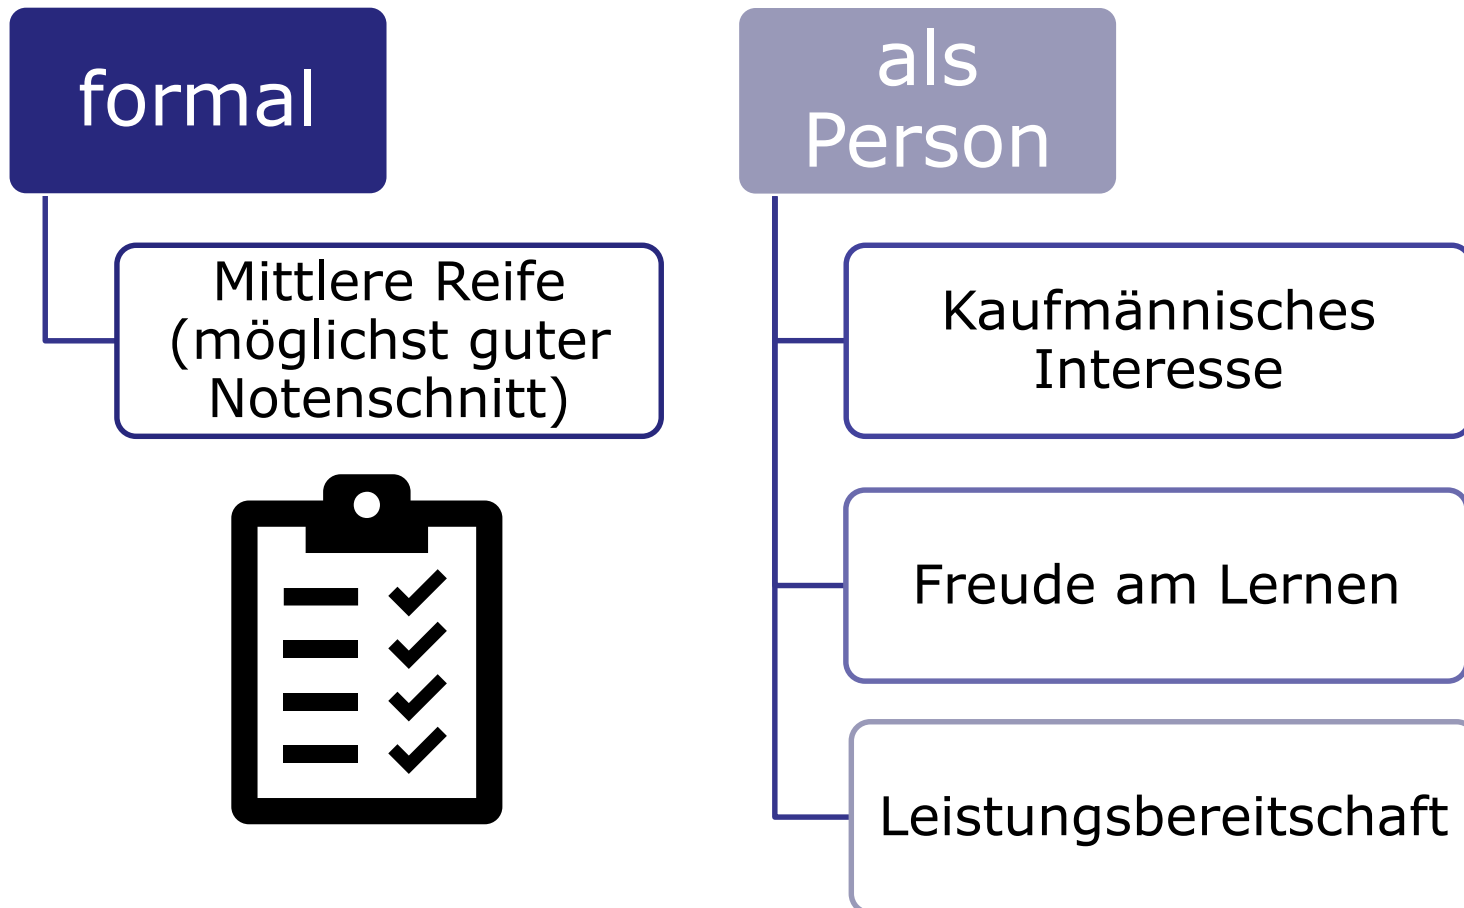 formal
Mittlere Reife
(möglichst guter
Notenschnitt)
als
Person
Kaufmännisches
Interesse
Freude am Lernen
Leistungsbereitschaft